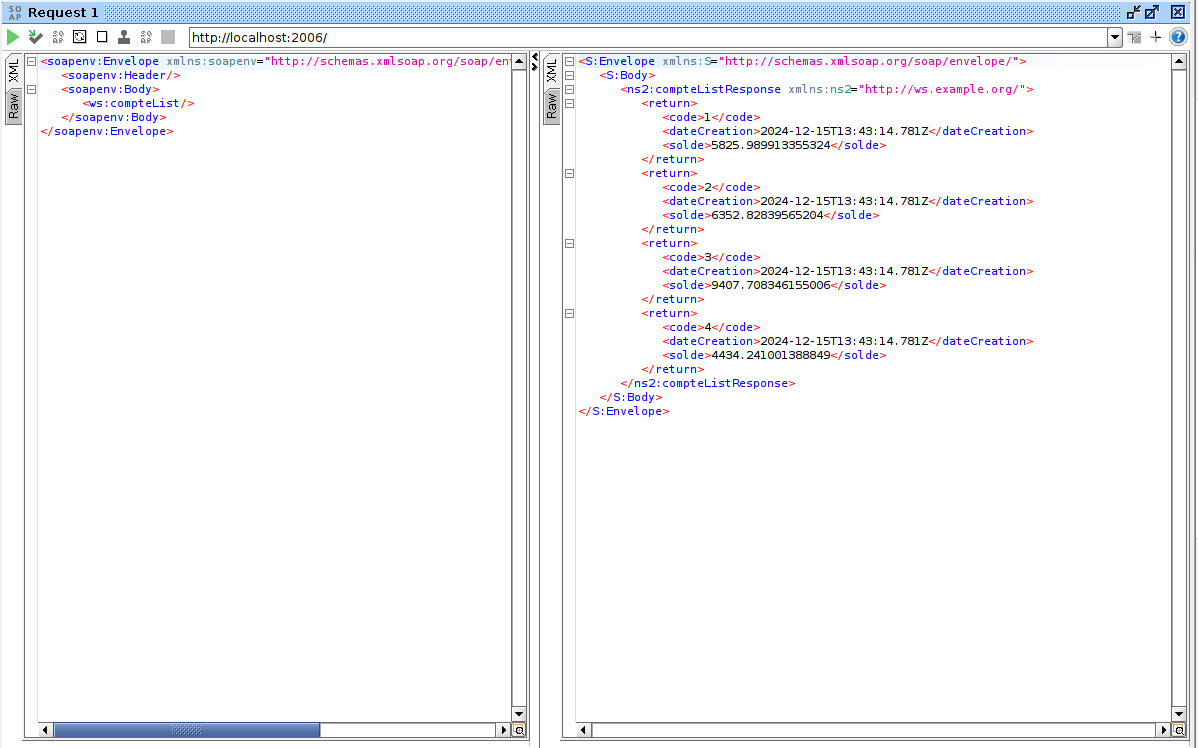 SO AP Request 1
http://localhost:2006/
XML
Raw
<soapenv:Envelope xmlns:soapenv="http://schemas.xmlsoap.org/soap/en
<soapenv:Header/>
<soapenv:Body>
<ws:compteList/>
</soapenv:Body>
</soapenv:Envelope>
XML
Raw
<S:Envelope xmlns:S="http://schemas.xmlsoap.org/soap/envelope/">
<S:Body>
<ns2:compteListResponse xmlns:ns2="http://ws.example.org/">
<return>
<code>1</code>
<dateCreation>2024-12-15T13:43:14.781Z</dateCreation>
<solde>5825.989913355324</solde>
</return>
<return>
<code>2</code>
<dateCreation>2024-12-15T13:43:14.781Z</dateCreation>
<solde>6352.82839565204</solde>
</return>
<return>
<code>3</code>
<dateCreation>2024-12-15T13:43:14.781Z</dateCreation>
<solde>9407.708346155006</solde>
</return>
<return>
<code>4</code>
<dateCreation>2024-12-15T13:43:14.781Z</dateCreation>
<solde>4434.241001388849</solde>
</return>
</ns2:compteListResponse>
</S:Body>
</S:Envelope>